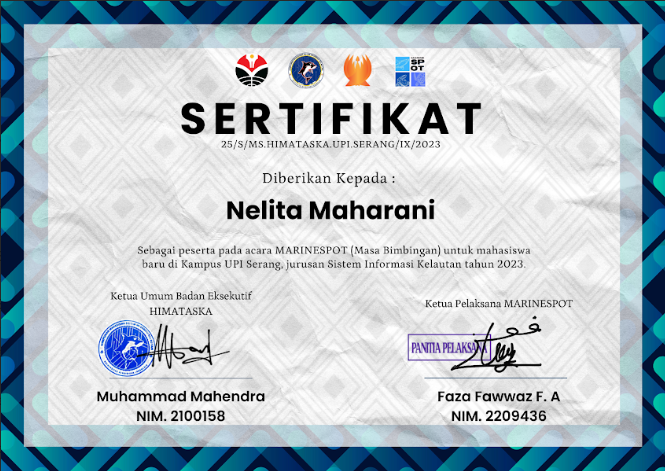 SP
OT
SERTIFIKAT
25/S/MS.HIMATASKA.UPI.SERANG/IX/2023
Diberikan Kepada :
Nelita Maharani
Sebagai peserta pada acara MARINESPOT (Masa Bimbingan) untuk mahasiswa
baru di Kampus UPI Serang, jurusan Sistem Informasi Kelautan tahun 2023.
Ketua Umum Badan Eksekutif
HIMATASKA
Ketua Pelaksana MARINESPOT
PANITIA PELAKSANA
Muhammad Mahendra
NIM. 2100158
Faza Fawwaz F. A
NIM. 2209436